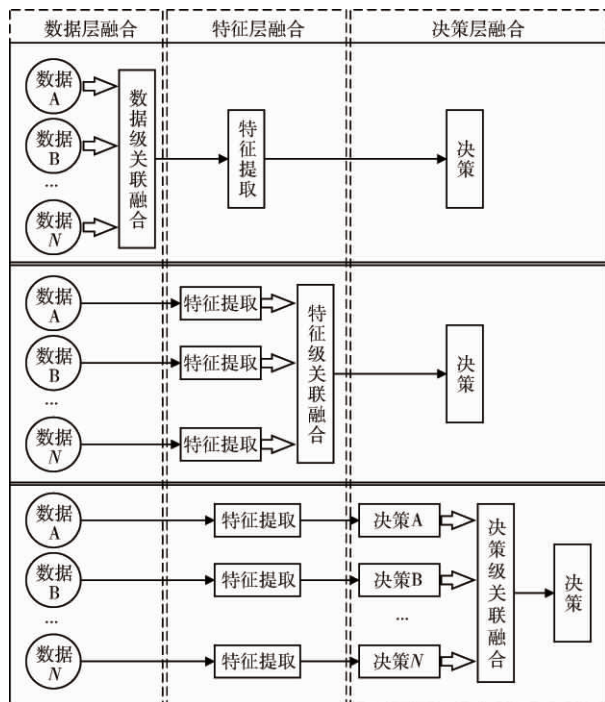 数据层融合
特征层融合
决策层融合
数据
A
数据
B
...
数据
N
数据级关联融合
特征提取
决策
数据
A
数据
B
...
数据
N
特征提取
特征提取
特征提取
特征级关联融合
决策
数据
A
数据
B
...
数据
N
特征提取
特征提取
特征提取
决策A
决策B
...
决策N
决策级关联融合
决策